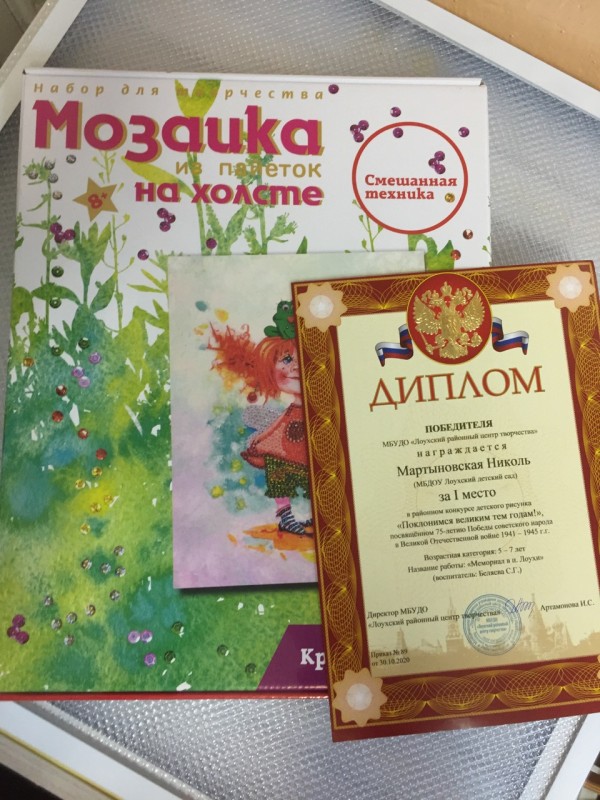 Набор для творчества
Мозаика
из пайеток
на холсте
8+
Смешанная
техника
Кр
ДИПЛОМ
ПОБЕДИТЕЛЯ
МБУДО «Лоухский районный центр творчества»
награждается
Мартыновская Николь
(МБДОУ Лоухский детский сад)
за I место
в районном конкурсе детского рисунка
«Поклонимся великим тем годам!»,
посвящённом 75-летию Победы советского народа
в Великой Отечественной войне 1941 – 1945 г.г.
Возрастная категория: 5 – 7 лет
Название работы: «Мемориал в п. Лоухи»
(воспитатель: Беляева С.Г.)
Директор МБУДО
«Лоухский районный центр творчества»
Артамонова И.С.
Приказ № 89
от 30.10.2020